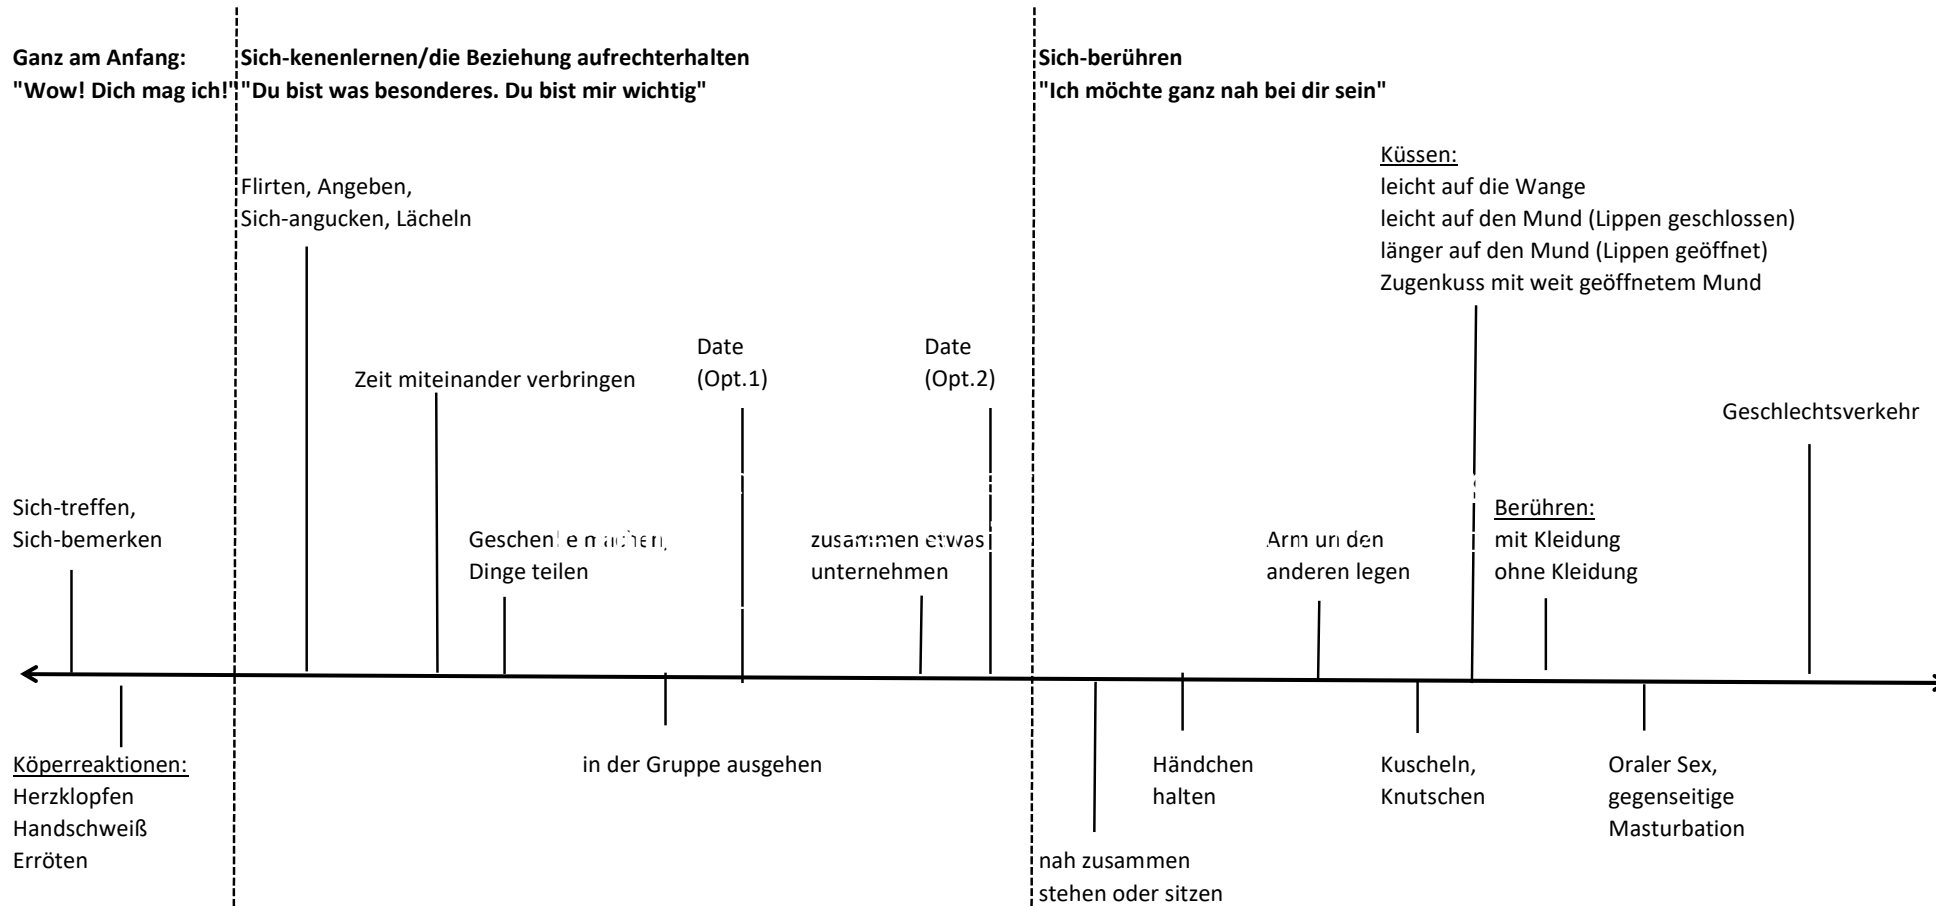 Ganz am Anfang:
"Wow! Dich mag ich!"
Sich-kenenlernen/die Beziehung aufrechterhalten
"Du bist was besonderes. Du bist mir wichtig"
Sich-berühren
"Ich möchte ganz nah bei dir sein"
Küssen:
leicht auf die Wange
leicht auf den Mund (Lippen geschlossen)
länger auf den Mund (Lippen geöffnet)
Zugenkuss mit weit geöffnetem Mund
Flirten, Angeben,
Sich-angucken, Lächeln
Date
(Opt.1)
Date
(Opt.2)
Zeit miteinander verbringen
Geschlechtsverkehr
Sich-treffen,
Sich-bemerken
Geschenke machen,
Dinge teilen
zusammen etwas
unternehmen
Arm un den
anderen legen
Berühren:
mit Kleidung
ohne Kleidung
Köperreaktionen:
Herzklopfen
Handschweiß
Erröten
in der Gruppe ausgehen
Händchen
halten
Kuscheln,
Knutschen
Oraler Sex,
gegenseitige
Masturbation
nah zusammen
stehen oder sitzen